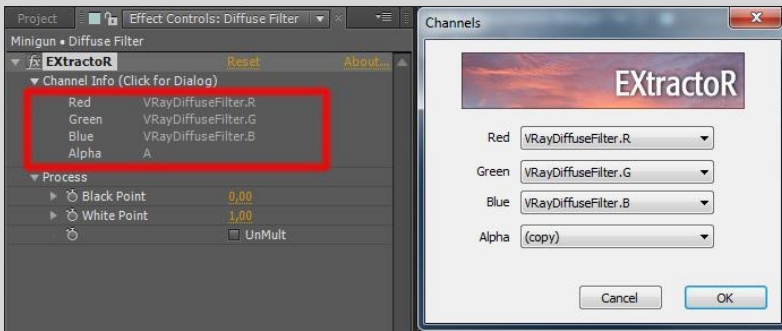 Project Effect Controls: Diffuse Filter
Minigun • Diffuse Filter
fx EXtractoR Reset About...
Channel Info (Click for Dialog)
Red VRayDiffuseFilter.R
Green VRayDiffuseFilter.G
Blue VRayDiffuseFilter.B
Alpha A
Process
Black Point 0,00
White Point 1,00
UnMult
Channels
EXtractoR
Red VRayDiffuseFilter.R
Green VRayDiffuseFilter.G
Blue VRayDiffuseFilter.B
Alpha (copy)
Cancel OK